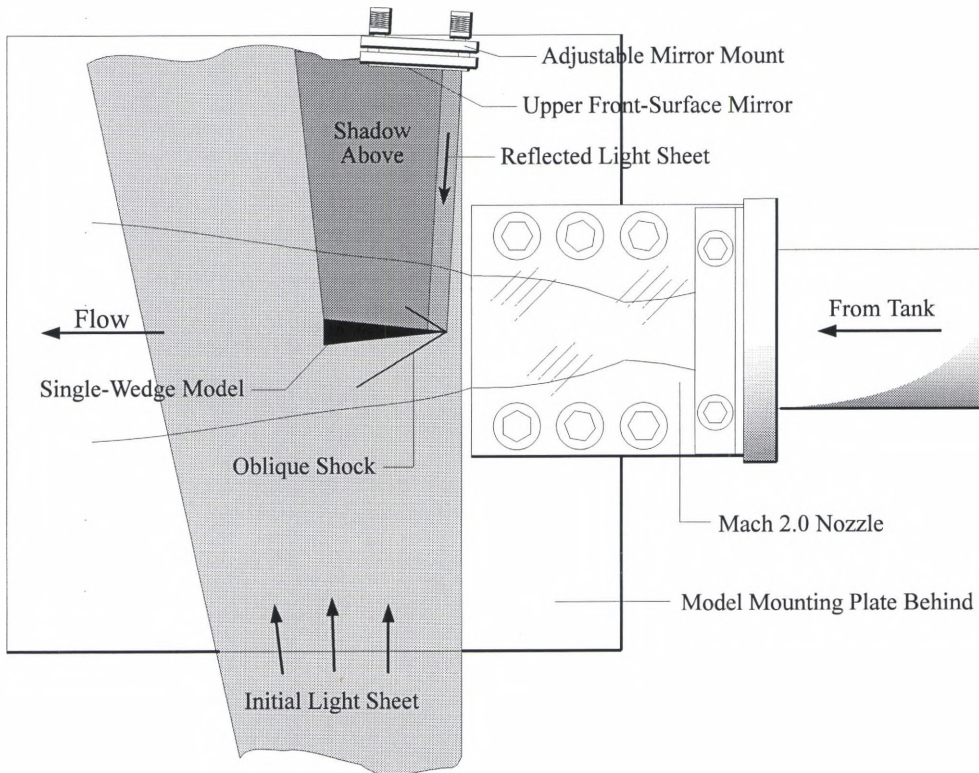 Adjustable Mirror Mount
Upper Front-Surface Mirror
Shadow
Above
Reflected Light Sheet
Flow
From Tank
Single-Wedge Model
Oblique Shock
Mach 2.0 Nozzle
Model Mounting Plate Behind
Initial Light Sheet